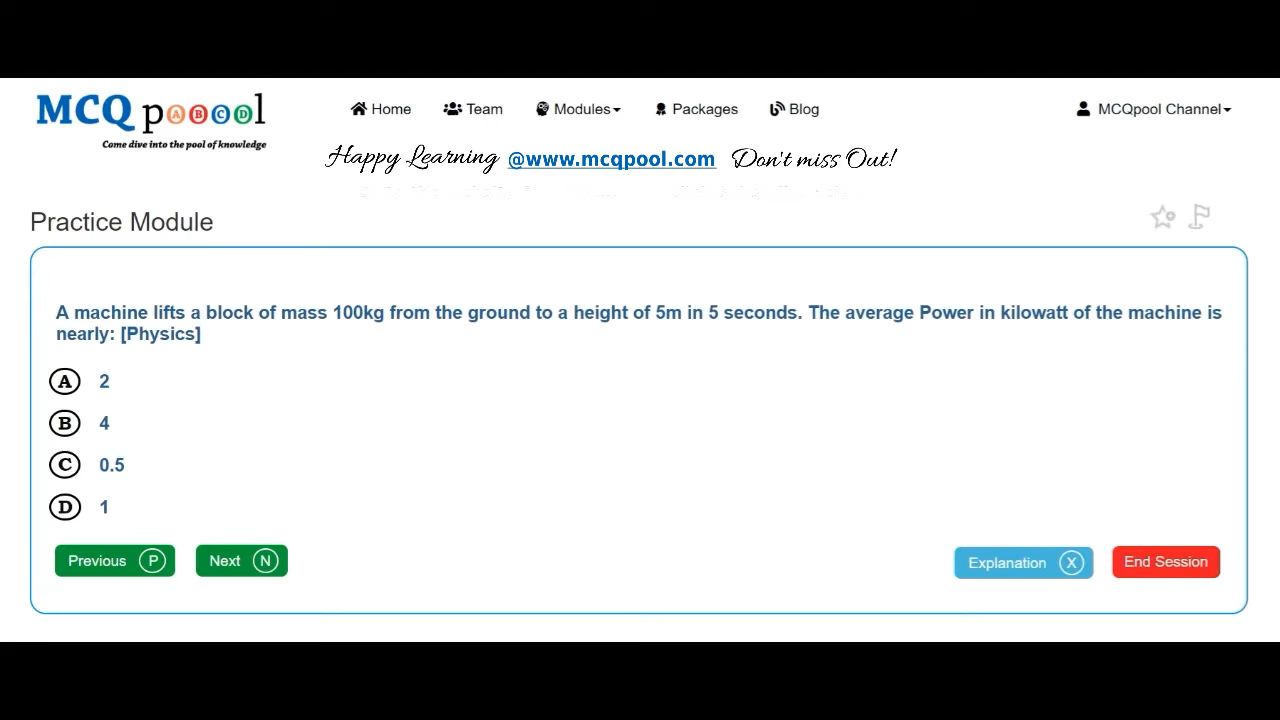 MCQ pooool
Come dive into the pool of knowledge
Home Team Modules Packages Blog MCQpool Channel
Happy Learning @www.mcqpool.com Don't miss Out!
Practice Module
A machine lifts a block of mass 100kg from the ground to a height of 5m in 5 seconds. The average Power in kilowatt of the machine is
nearly: [Physics]
A 2
B 4
C 0.5
D 1
Previous P Next N Explanation X End Session